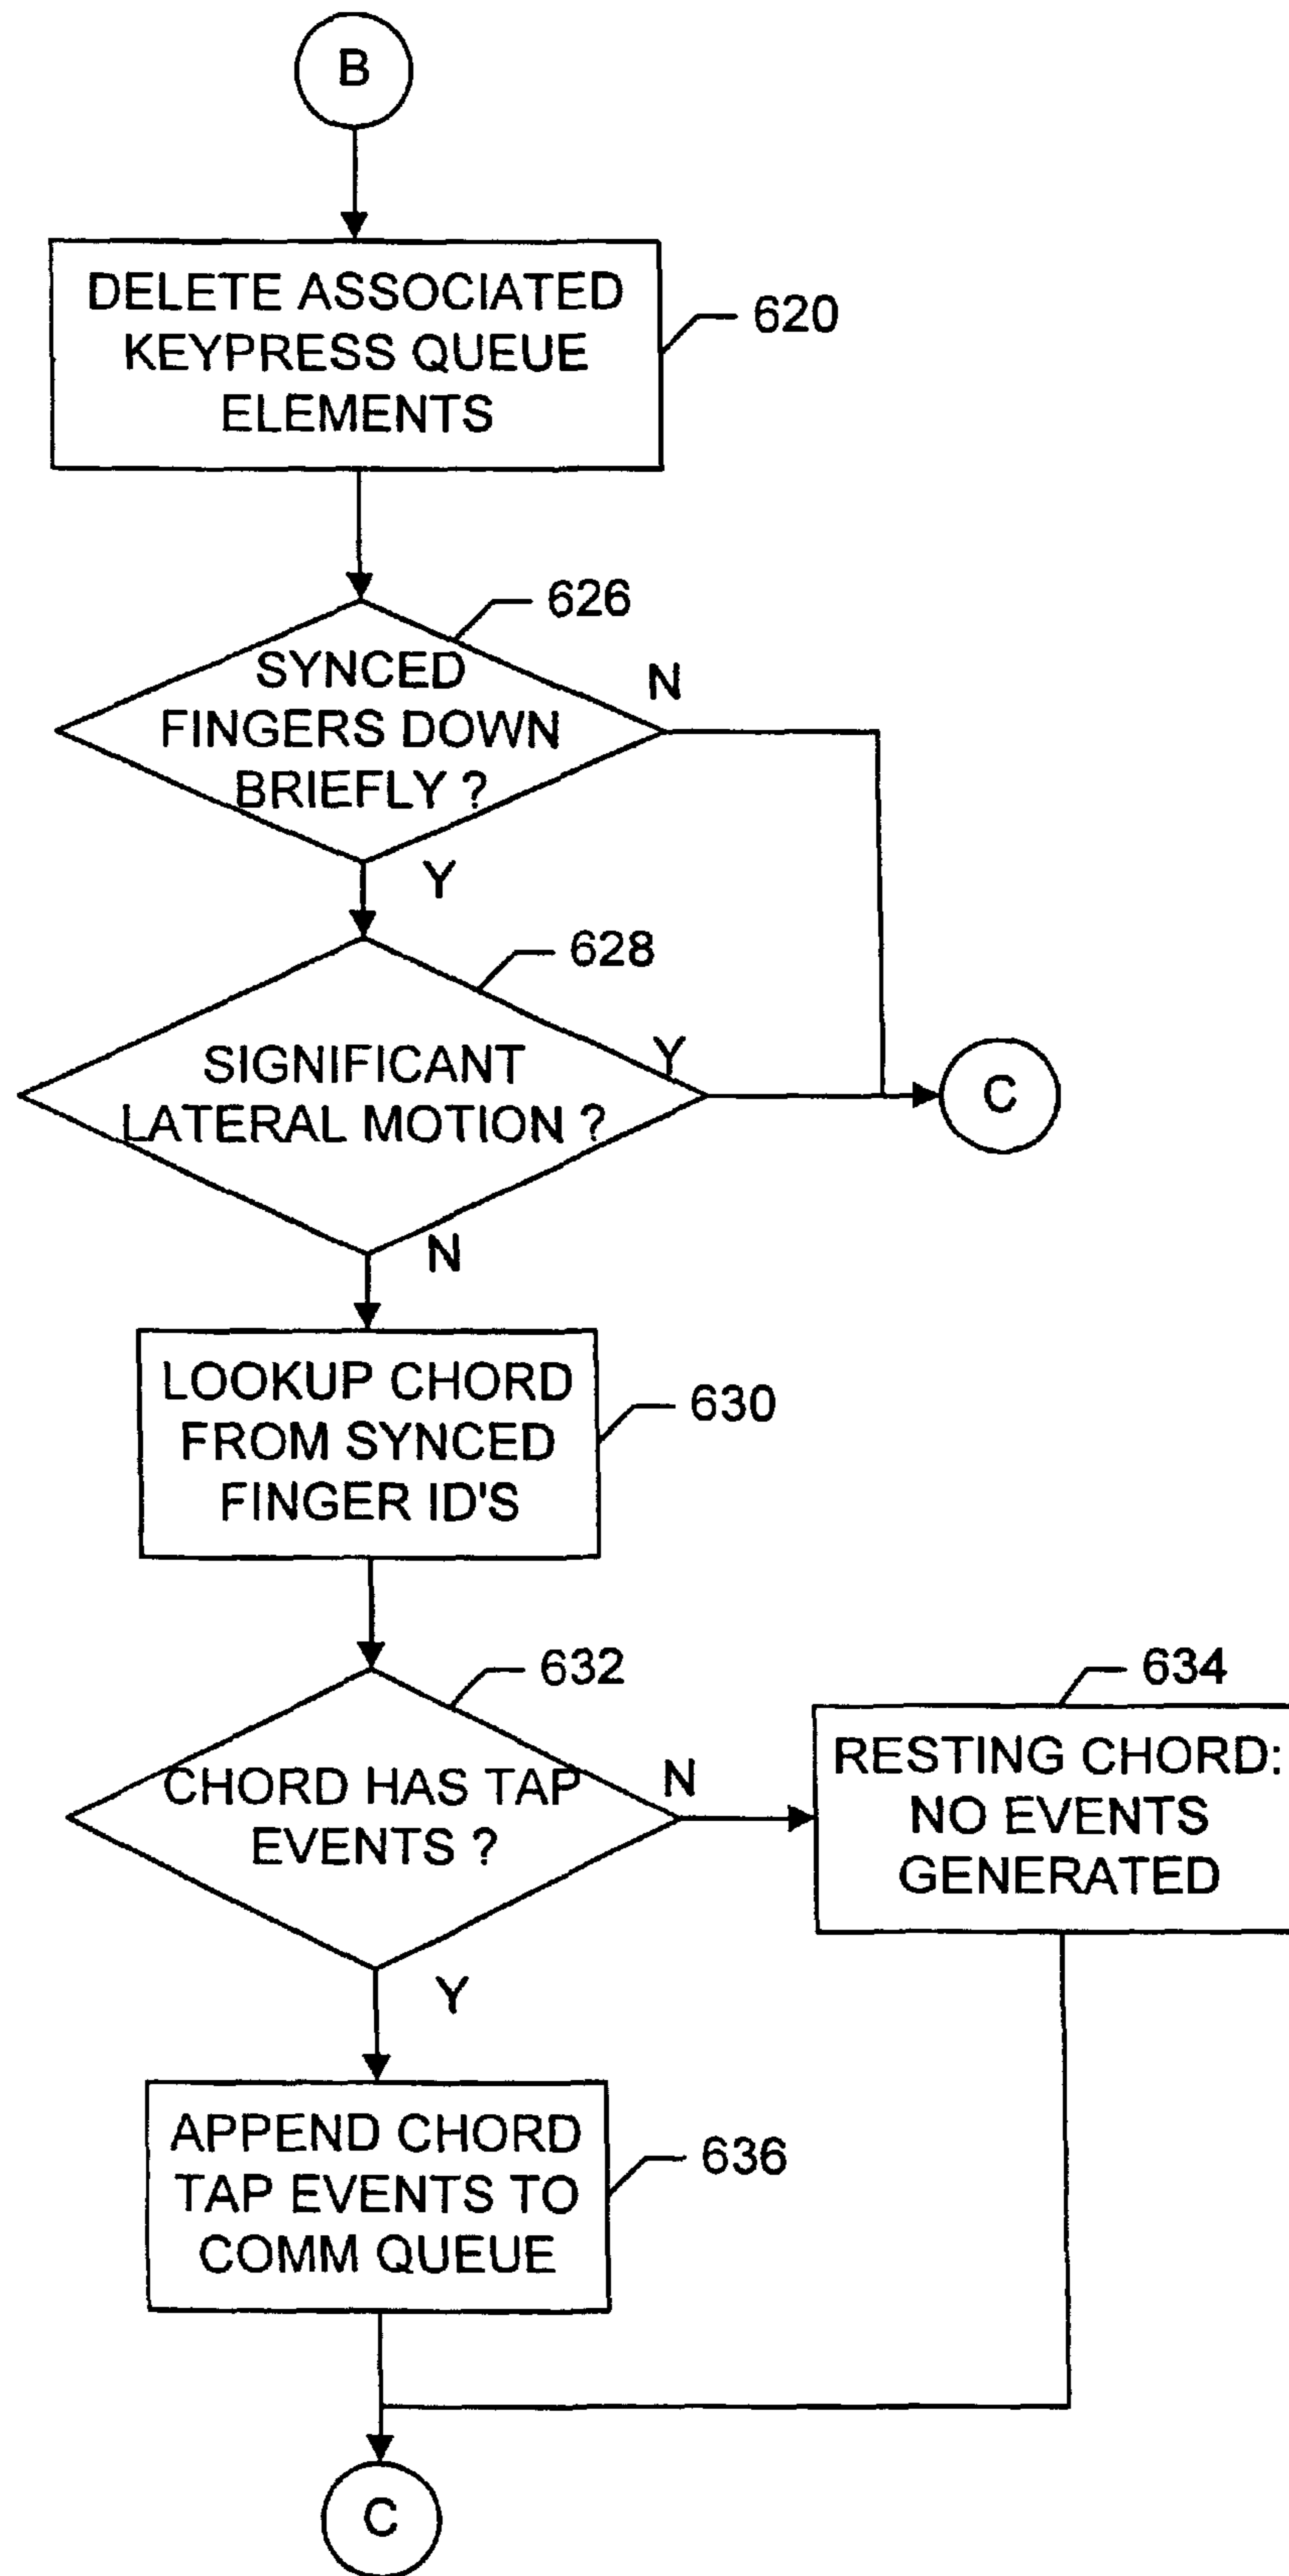 B
DELETE ASSOCIATED
KEYPRESS QUEUE
ELEMENTS
620
626
SYNCED
FINGERS DOWN
BRIEFLY ?
N
Y
628
SIGNIFICANT
LATERAL MOTION ?
Y
C
N
LOOKUP CHORD
FROM SYNCED
FINGER ID'S
630
632
CHORD HAS TAP
EVENTS ?
N
634
RESTING CHORD:
NO EVENTS
GENERATED
Y
APPEND CHORD
TAP EVENTS TO
COMM QUEUE
636
C